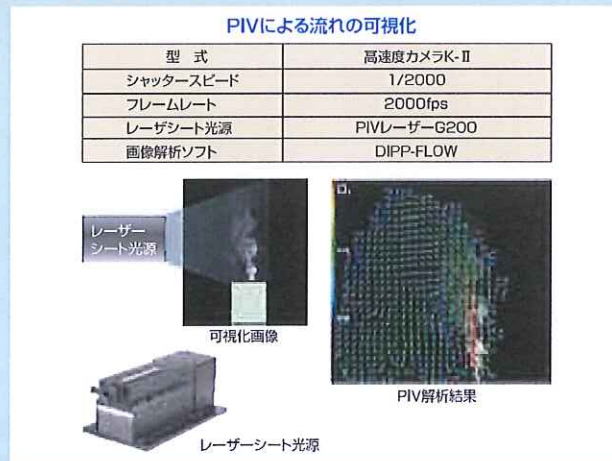 PIVによる流れの可視化
型 式 高速度カメラK-Ⅱ
シャッタースピード 1/2000
フレームレート 2000fps
レーザシート光源 PIVレーザーG200
画像解析ソフト DIPP-FLOW
レーザー
シート光源
可視化画像
PIV解析結果
レーザーシート光源